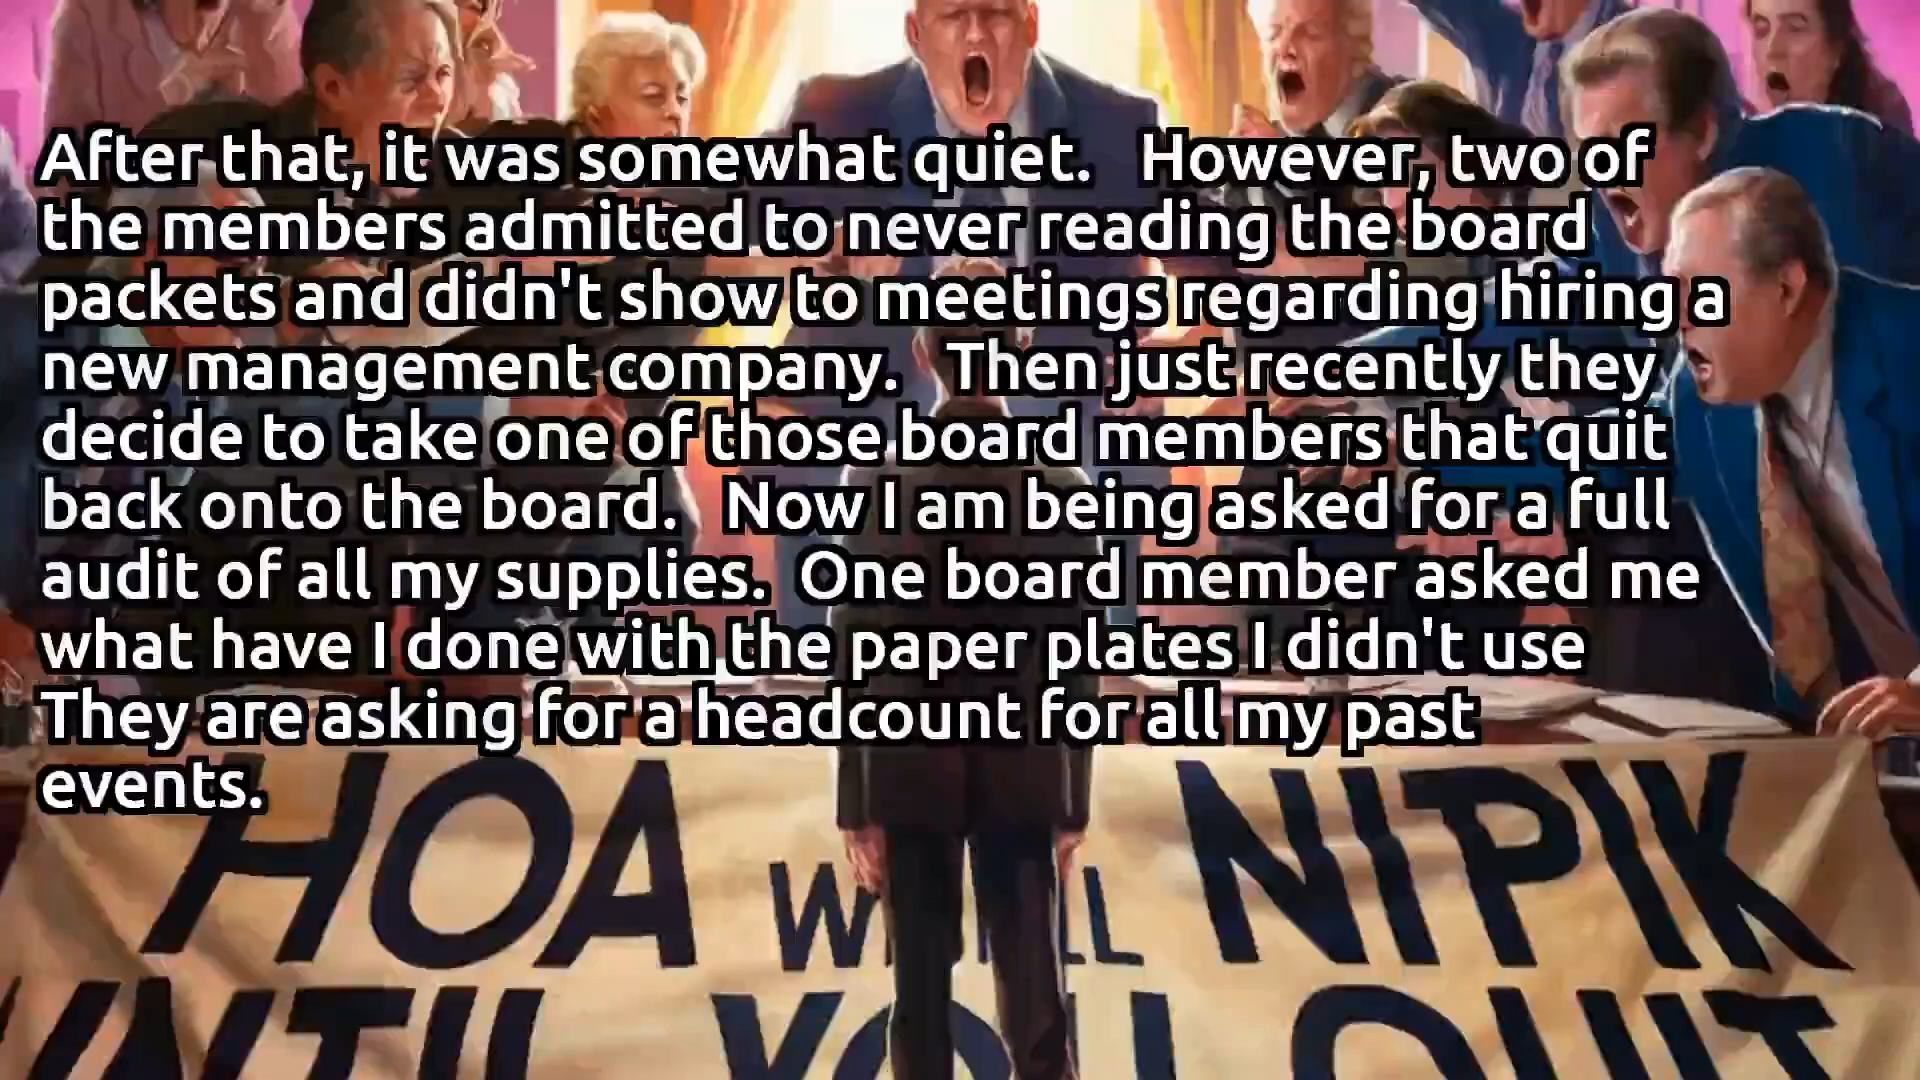 After that, it was somewhat quiet. However, two of
the members admitted to never reading the board
packets and didn't show to meetings regarding hiring a
new management company. Then just recently they
decide to take one of those board members that quit
back onto the board. Now I am being asked for a full
audit of all my supplies. One board member asked me
what have I done with the paper plates I didn't use
They are asking for a headcount for all my past
events.
HOA WILL NIPIK
UNTIL YOU QUIT